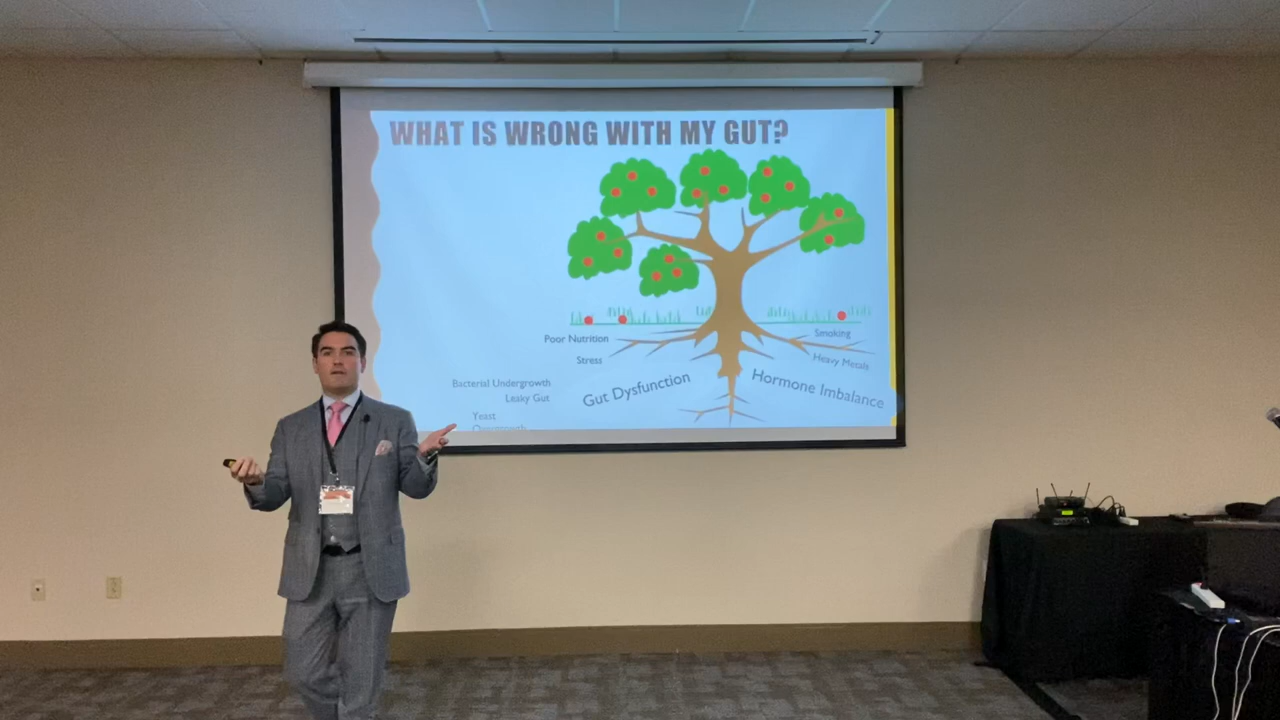 WHAT IS WRONG WITH MY GUT?
Poor Nutrition
Smoking
Stress
Heavy Metals
Gut Dysfunction
Hormone Imbalance
Bacterial Undergrowth
Leaky Gut
Yeast